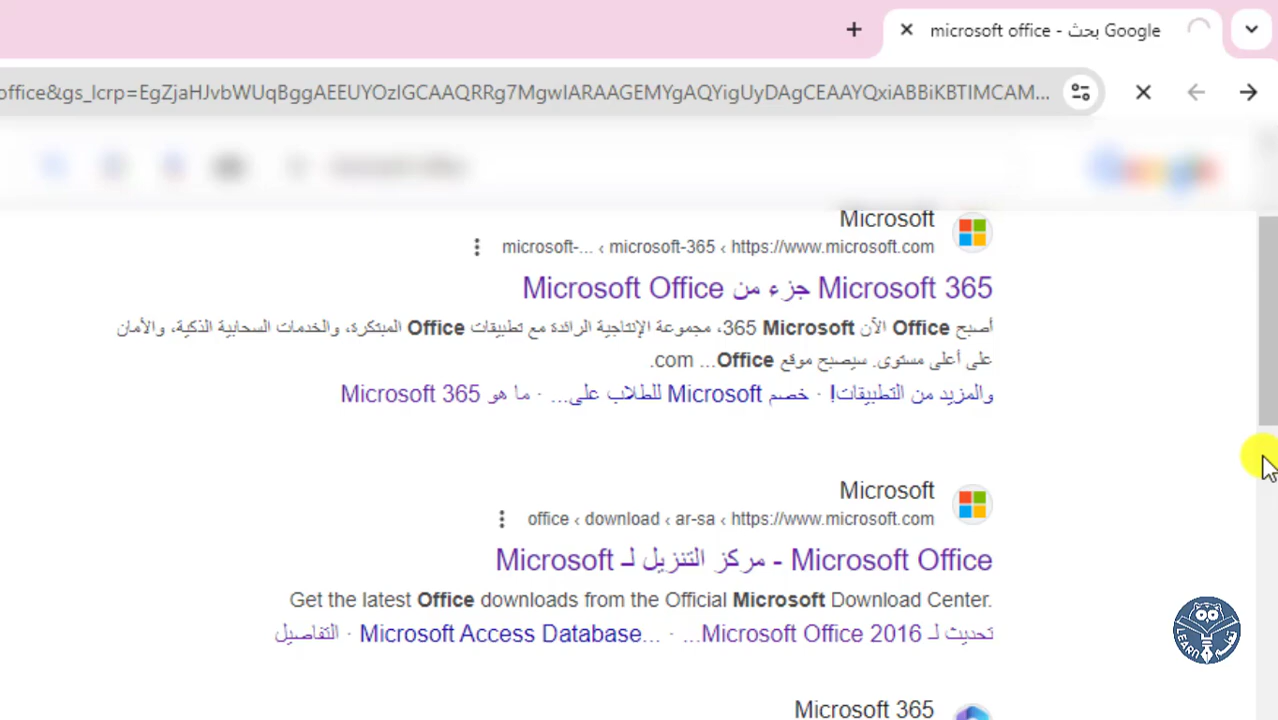 microsoft office - بحث Google
office&gs_lcrp=EgZjaHJvbWUqBggAEEUYOzIGCAAQRRg7MgwIARAAGEMYgAQYigUyDAgCEAAYQxiABBiKBTIMCAM...
Microsoft
microsoft-... ‹ microsoft-365 ‹ https://www.microsoft.com
Microsoft 365 جزء من Microsoft Office
أصبح Office الآن Microsoft 365، مجموعة الإنتاجية الرائدة مع تطبيقات Office المبتكرة، والخدمات السحابية الذكية، والأمان
على أعلى مستوى. سيصبح موقع Office... com.
والمزيد من التطبيقات! · خصم Microsoft للطلاب على... · ما هو Microsoft 365
Microsoft
office ‹ download ‹ ar-sa ‹ https://www.microsoft.com
Microsoft Office - مركز التنزيل لـ Microsoft
Get the latest Office downloads from the Official Microsoft Download Center.
تحديث لـ Microsoft Office 2016... · Microsoft Access Database... · التفاصيل
LEARN
Microsoft 365